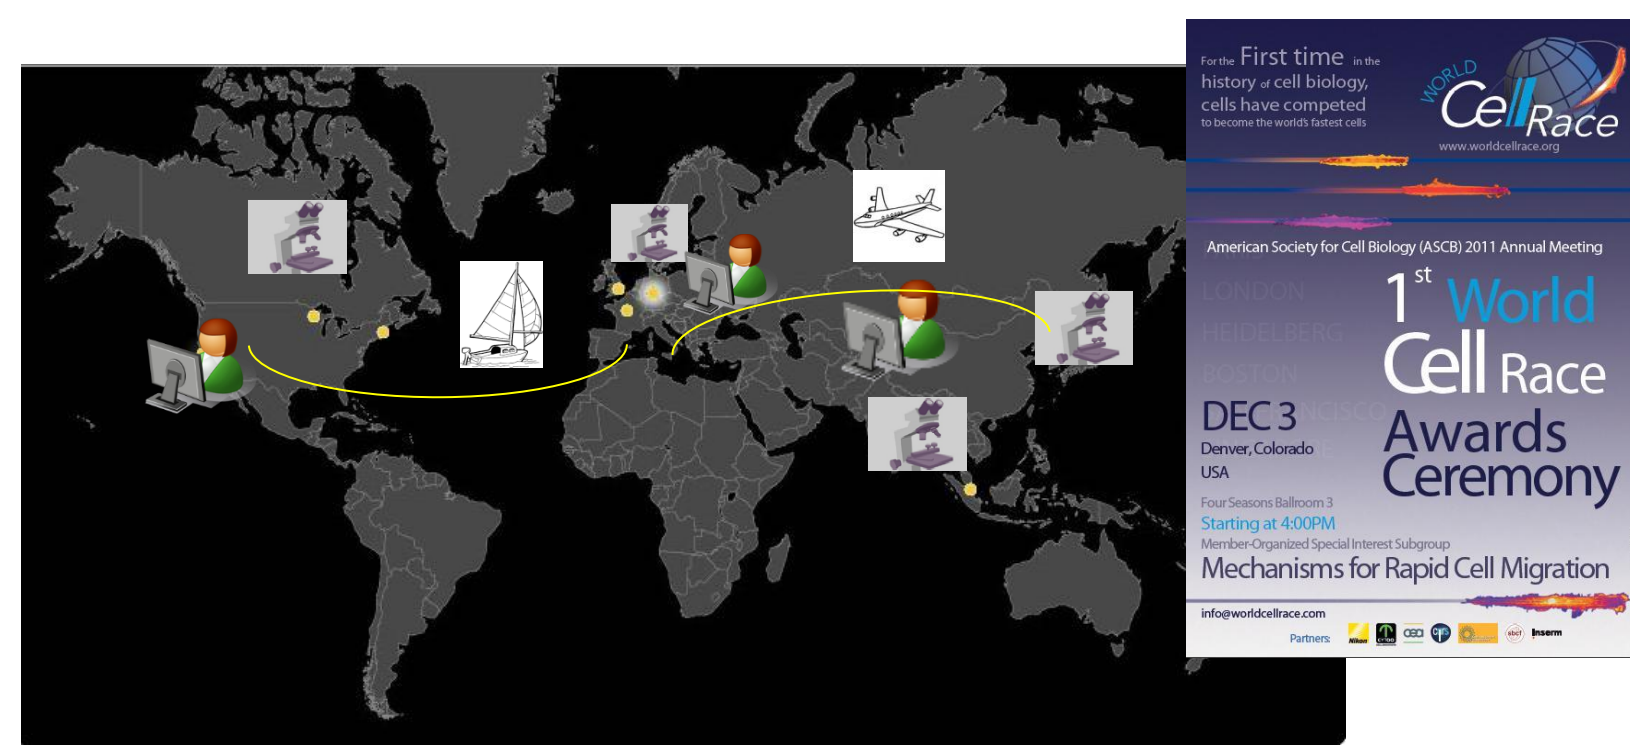 For the First time in the
history of cell biology,
cells have competed
to become the world's fastest cells
WORLD
Cell Race
www.worldcellrace.org
American Society for Cell Biology (ASCB) 2011 Annual Meeting
LONDON
HEIDELBERG
BOSTON
1st World
Cell Race
Awards
Ceremony
DEC 3
Denver, Colorado
USA
Four Seasons Ballroom 3
Starting at 4:00PM
Member-Organized Special Interest Subgroup
Mechanisms for Rapid Cell Migration
info@worldcellrace.com
Partners:
Nikon
cea
cnrs
sbcf
Inserm